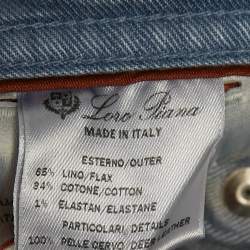 Loro Piana
MADE IN ITALY
ESTERNO/OUTER
65% LINO/FLAX
34% COTONE/COTTON
1% ELASTAN/ELASTANE
PARTICOLARI, DETAILS
100% PELLE CERVO/DEER LEATHER